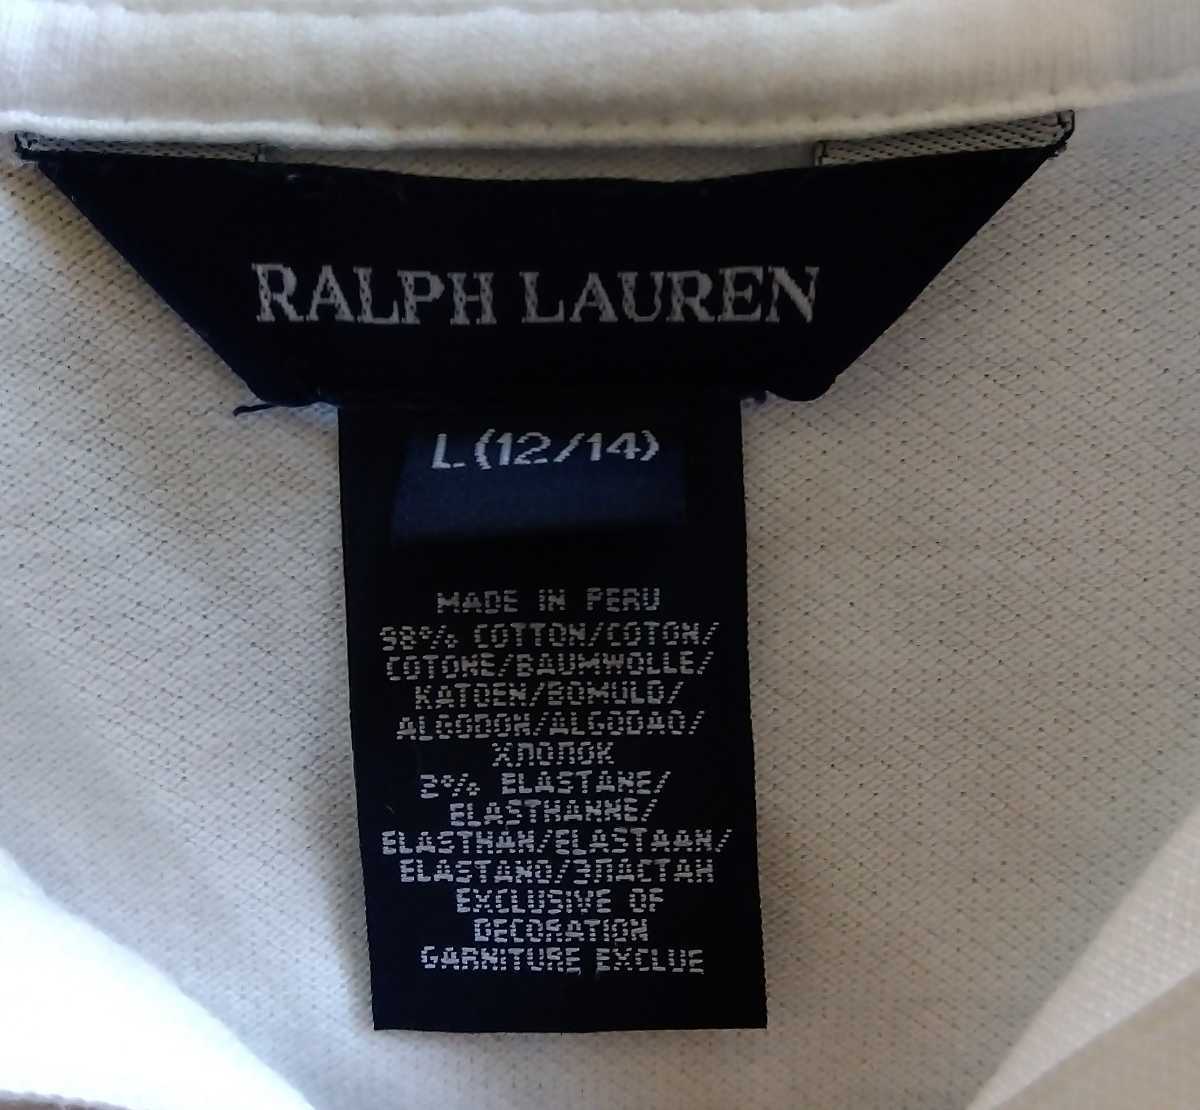 RALPH LAUREN
L (12/14)
MADE IN PERU
98% COTTON/COTON/
COTONE/BAUMWOLLE/
KATOEN/BOMULD/
ALGODON/ALGODAO/
ХЛОПОК
2% ELASTANE/
ELASTHANNE/
ELASTHAN/ELASTAAN/
ELASTANO/ЭЛАСТАН
EXCLUSIVE OF
DECORATION
GARNITURE EXCLUE